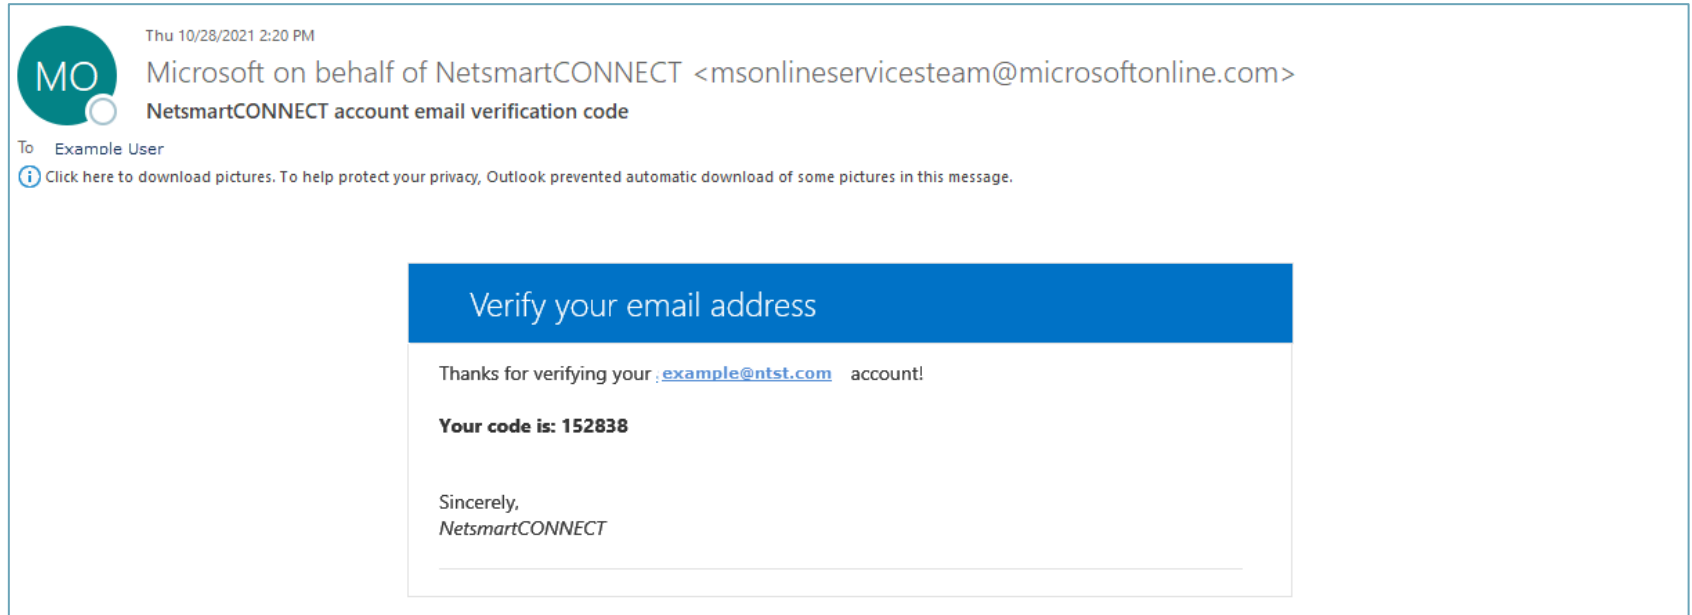 Thu 10/28/2021 2:20 PM
MO
Microsoft on behalf of NetsmartCONNECT <msonlineservicesteam@microsoftonline.com>
NetsmartCONNECT account email verification code
To Example User
Click here to download pictures. To help protect your privacy, Outlook prevented automatic download of some pictures in this message.
Verify your email address
Thanks for verifying your example@ntst.com account!
Your code is: 152838
Sincerely,
NetsmartCONNECT